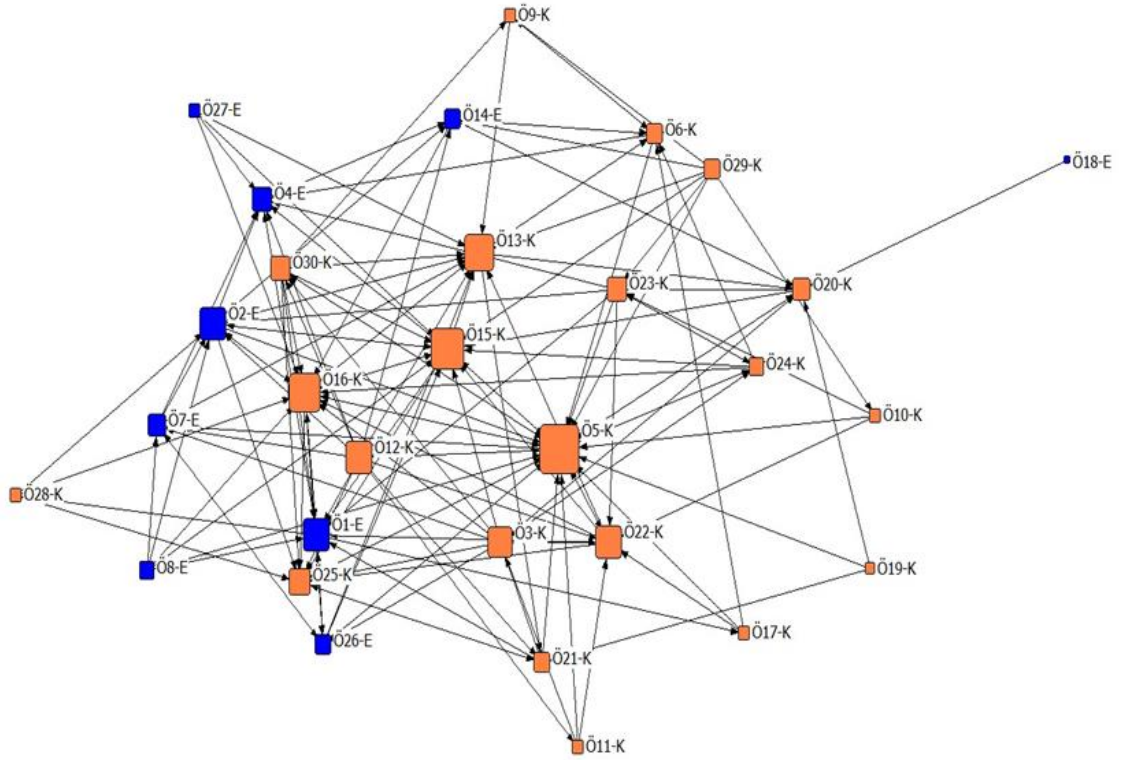 Ö9-K
Ö27-E
Ö14-E
Ö6-K
Ö18-E
Ö29-K
Ö4-E
Ö13-K
Ö30-K
Ö23-K
Ö20-K
Ö2-E
Ö15-K
Ö24-K
Ö16-K
Ö10-K
Ö7-E
Ö5-K
Ö12-K
Ö28-K
Ö1-E
Ö3-K
Ö22-K
Ö8-E
Ö19-K
Ö25-K
Ö17-K
Ö26-E
Ö21-K
Ö11-K